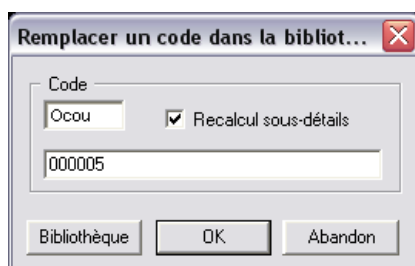 Remplacer un code dans la bibliot...
Code
Ocou
Recalcul sous-détails
000005
Bibliothèque
OK
Abandon